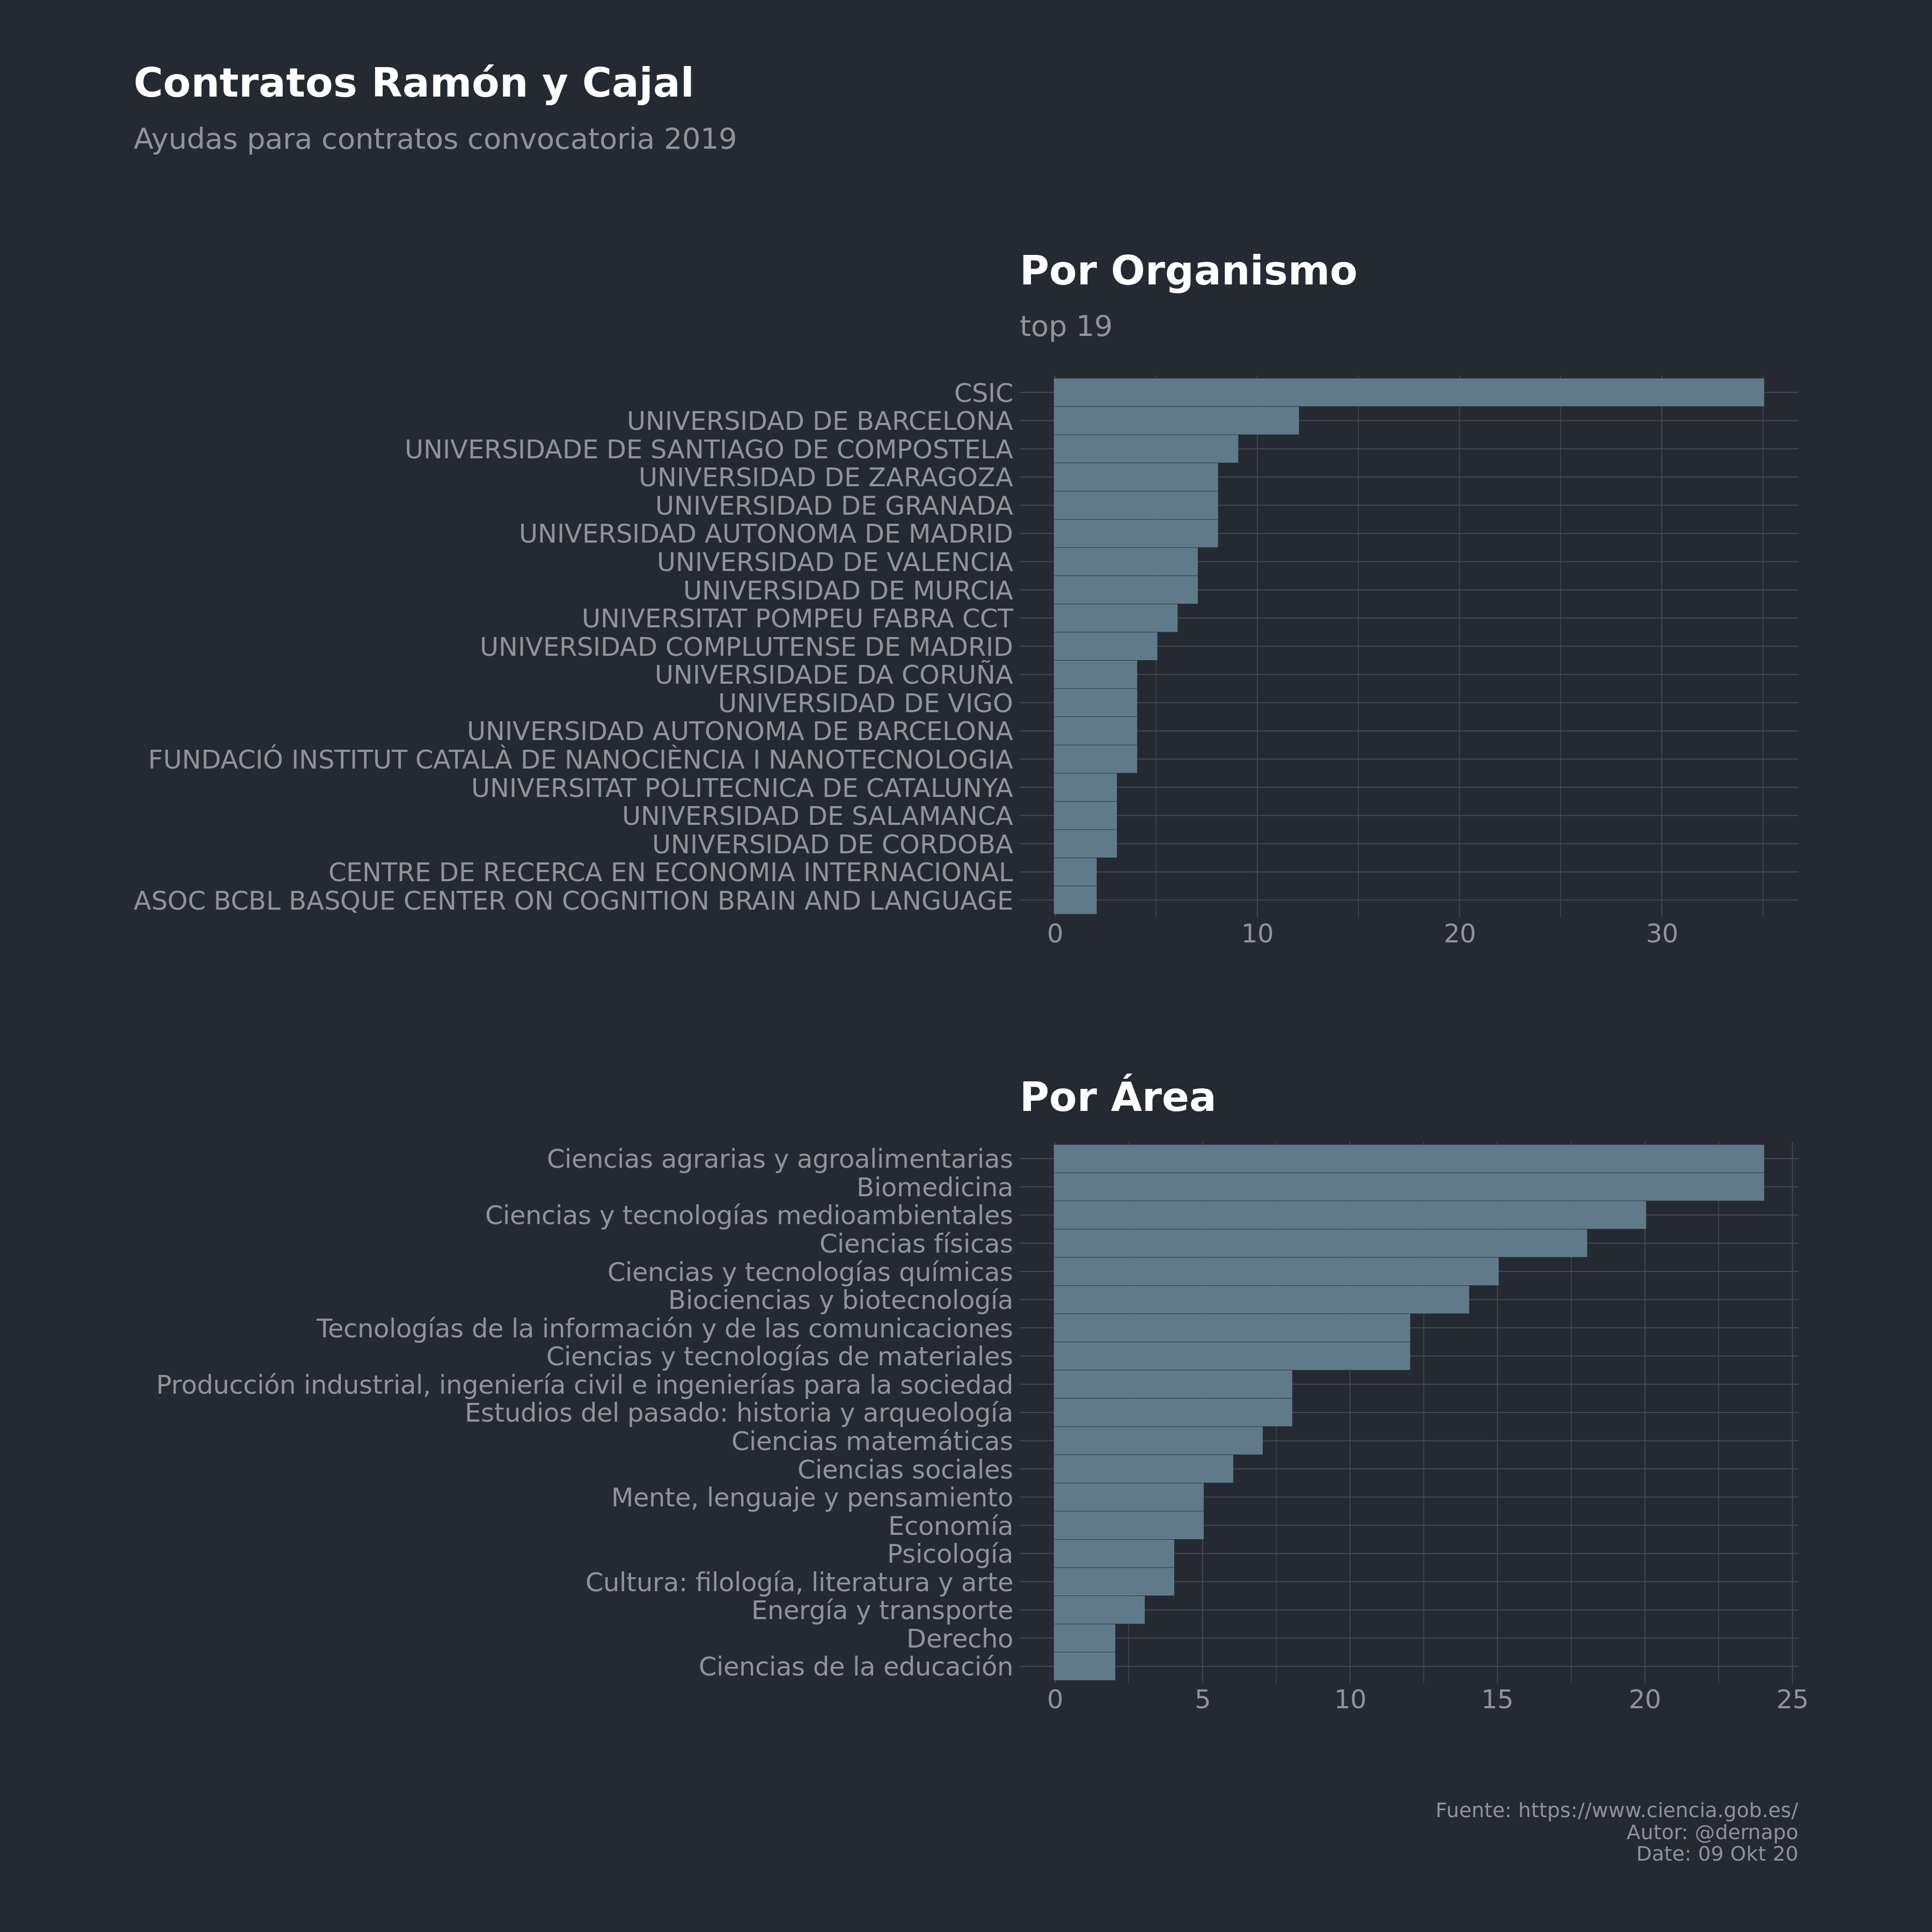 Contratos Ramón y Cajal
Ayudas para contratos convocatoria 2019
Por Organismo
top 19
CSIC
UNIVERSIDAD DE BARCELONA
UNIVERSIDADE DE SANTIAGO DE COMPOSTELA
UNIVERSIDAD DE ZARAGOZA
UNIVERSIDAD DE GRANADA
UNIVERSIDAD AUTONOMA DE MADRID
UNIVERSIDAD DE VALENCIA
UNIVERSIDAD DE MURCIA
UNIVERSITAT POMPEU FABRA CCT
UNIVERSIDAD COMPLUTENSE DE MADRID
UNIVERSIDADE DA CORUÑA
UNIVERSIDAD DE VIGO
UNIVERSIDAD AUTONOMA DE BARCELONA
FUNDACIÓ INSTITUT CATALÀ DE NANOCIÈNCIA I NANOTECNOLOGIA
UNIVERSITAT POLITECNICA DE CATALUNYA
UNIVERSIDAD DE SALAMANCA
UNIVERSIDAD DE CORDOBA
CENTRE DE RECERCA EN ECONOMIA INTERNACIONAL
ASOC BCBL BASQUE CENTER ON COGNITION BRAIN AND LANGUAGE
0 10 20 30
Por Área
Ciencias agrarias y agroalimentarias
Biomedicina
Ciencias y tecnologías medioambientales
Ciencias físicas
Ciencias y tecnologías químicas
Biociencias y biotecnología
Tecnologías de la información y de las comunicaciones
Ciencias y tecnologías de materiales
Producción industrial, ingeniería civil e ingenierías para la sociedad
Estudios del pasado: historia y arqueología
Ciencias matemáticas
Ciencias sociales
Mente, lenguaje y pensamiento
Economía
Psicología
Cultura: filología, literatura y arte
Energía y transporte
Derecho
Ciencias de la educación
0 5 10 15 20 25
Fuente: https://www.ciencia.gob.es/
Autor: @dernapo
Date: 09 Okt 20